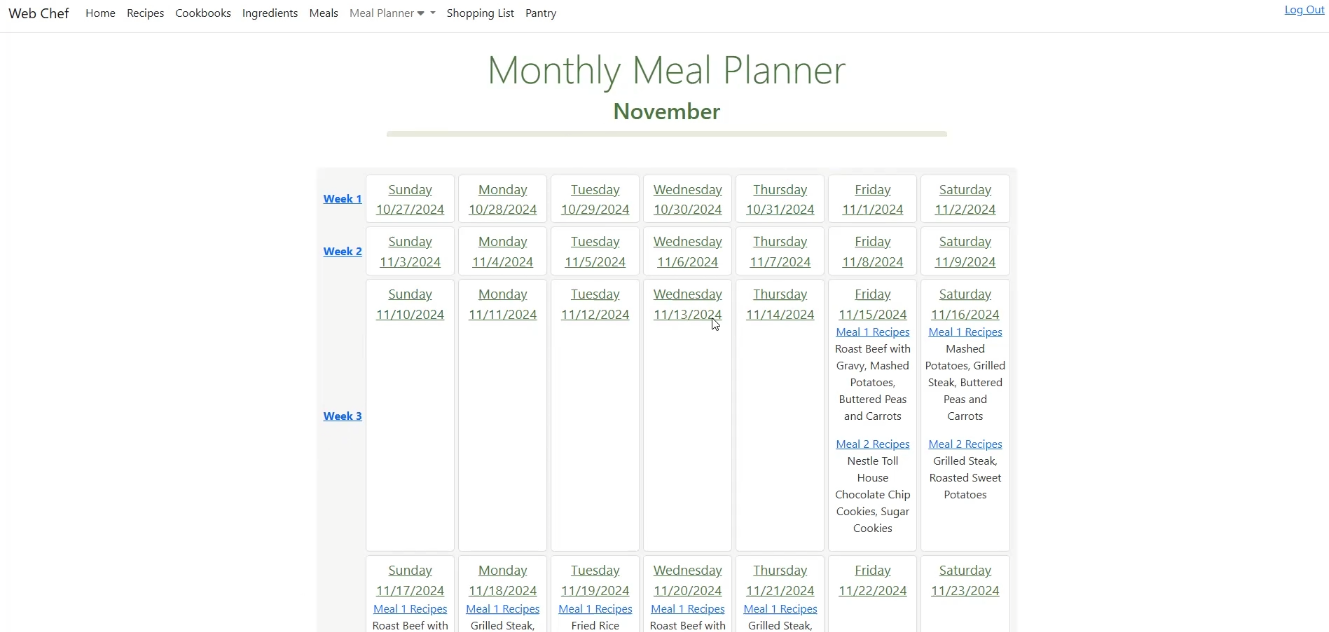 Web Chef Home Recipes Cookbooks Ingredients Meals Meal Planner Shopping List Pantry Log Out
Monthly Meal Planner
November
Week 1
Sunday
10/27/2024
Monday
10/28/2024
Tuesday
10/29/2024
Wednesday
10/30/2024
Thursday
10/31/2024
Friday
11/1/2024
Saturday
11/2/2024
Week 2
Sunday
11/3/2024
Monday
11/4/2024
Tuesday
11/5/2024
Wednesday
11/6/2024
Thursday
11/7/2024
Friday
11/8/2024
Saturday
11/9/2024
Week 3
Sunday
11/10/2024
Monday
11/11/2024
Tuesday
11/12/2024
Wednesday
11/13/2024
Thursday
11/14/2024
Friday
11/15/2024
Meal 1 Recipes
Roast Beef with
Gravy, Mashed
Potatoes,
Buttered Peas
and Carrots
Meal 2 Recipes
Nestle Toll
House
Chocolate Chip
Cookies, Sugar
Cookies
Saturday
11/16/2024
Meal 1 Recipes
Mashed
Potatoes, Grilled
Steak, Buttered
Peas and
Carrots
Meal 2 Recipes
Grilled Steak,
Roasted Sweet
Potatoes
Sunday
11/17/2024
Meal 1 Recipes
Roast Beef with
Monday
11/18/2024
Meal 1 Recipes
Grilled Steak,
Tuesday
11/19/2024
Meal 1 Recipes
Fried Rice
Wednesday
11/20/2024
Meal 1 Recipes
Roast Beef with
Thursday
11/21/2024
Meal 1 Recipes
Grilled Steak,
Friday
11/22/2024
Saturday
11/23/2024